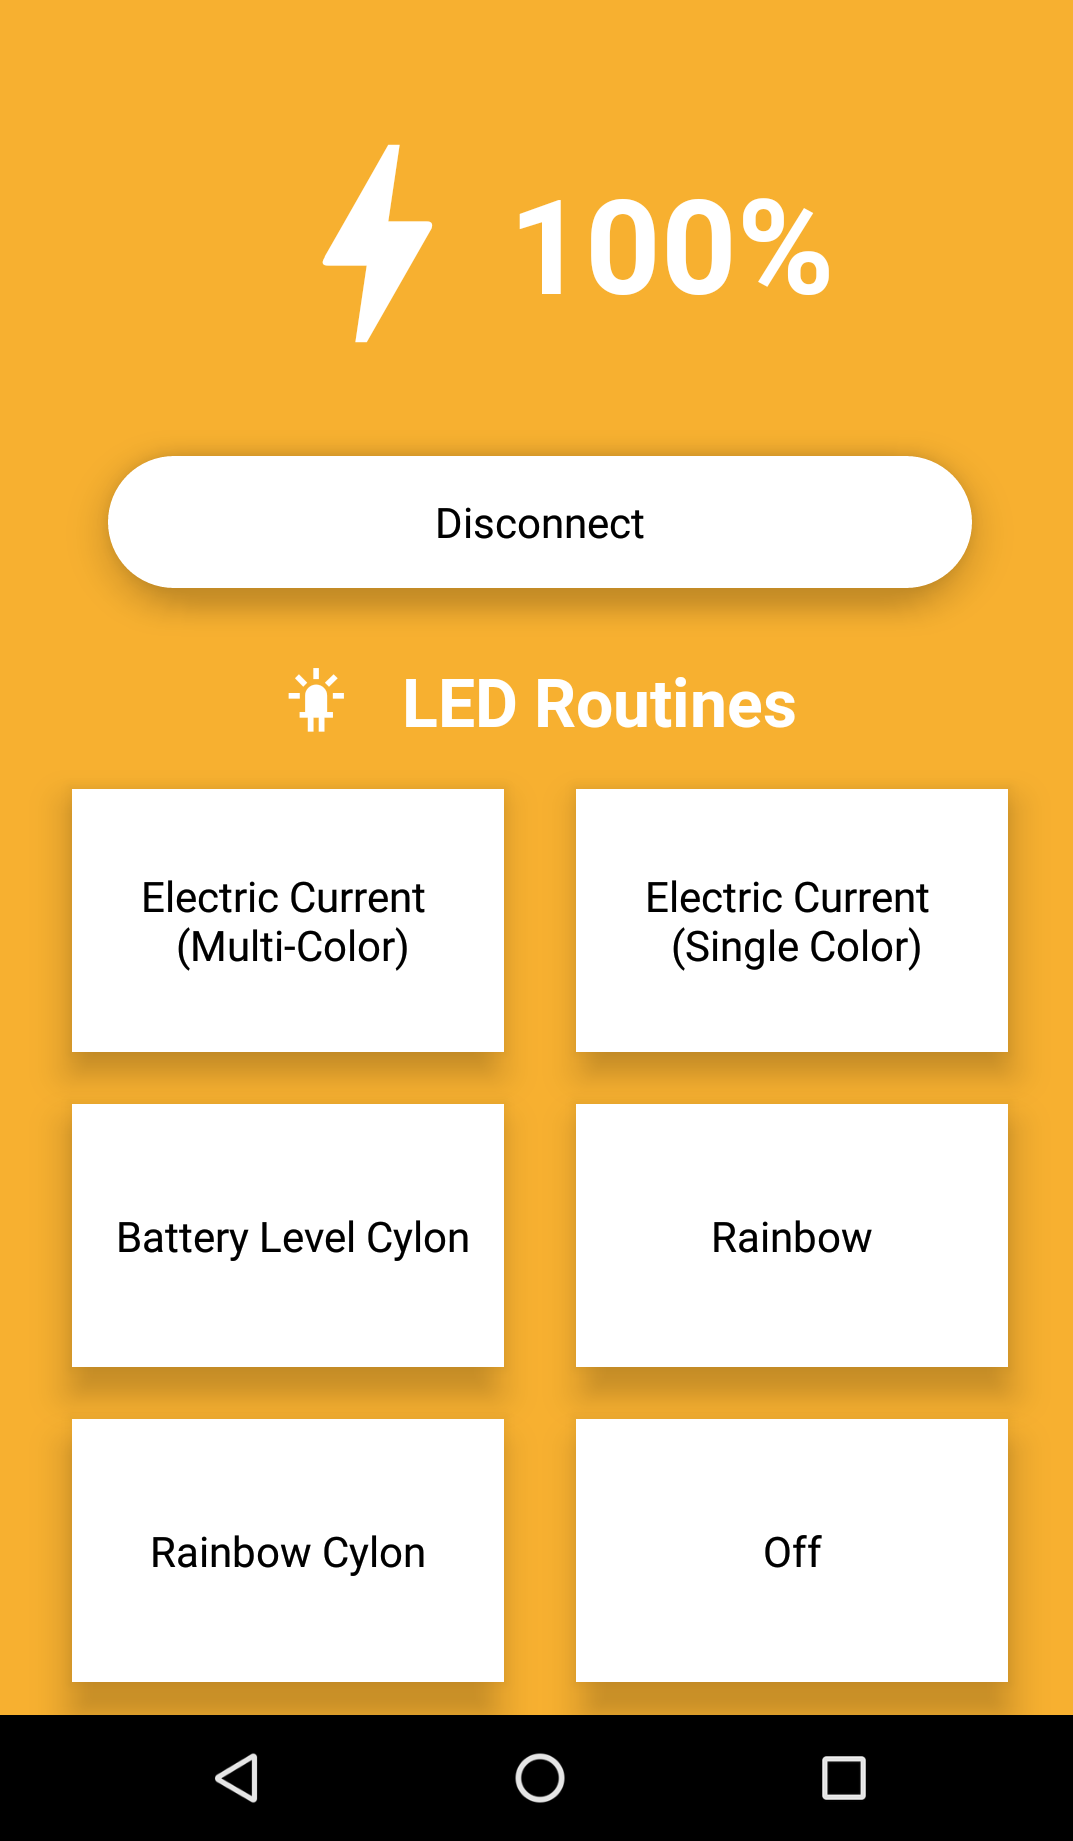 100%
Disconnect
LED Routines
Electric Current
(Multi-Color)
Electric Current
(Single Color)
Battery Level Cylon
Rainbow
Rainbow Cylon
Off